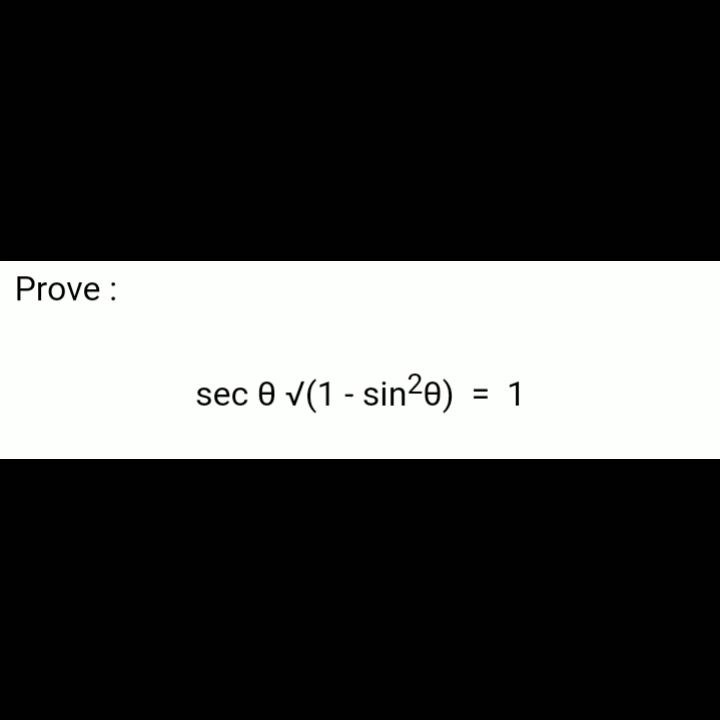 Prove :
sec θ √(1 - sin²θ) = 1